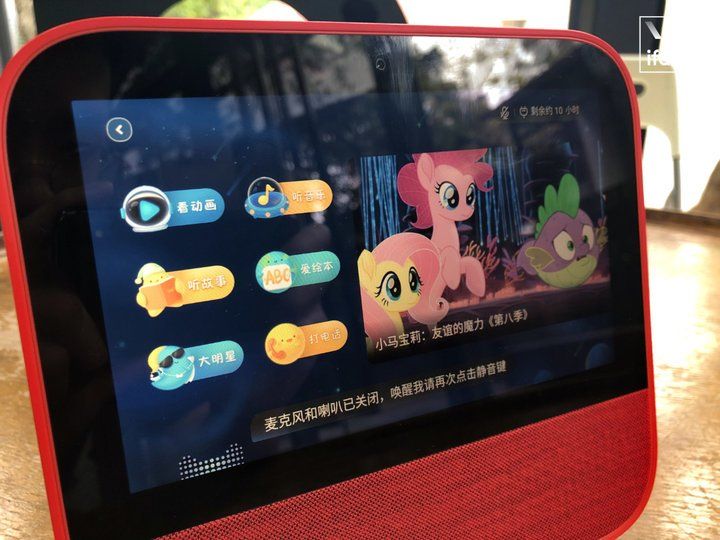 剩余约 10 小时
看动画
听音乐
听故事
ABC
爱绘本
大明星
打电话
小马宝莉：友谊的魔力《第八季》
麦克风和喇叭已关闭，唤醒我请再次点击静音键